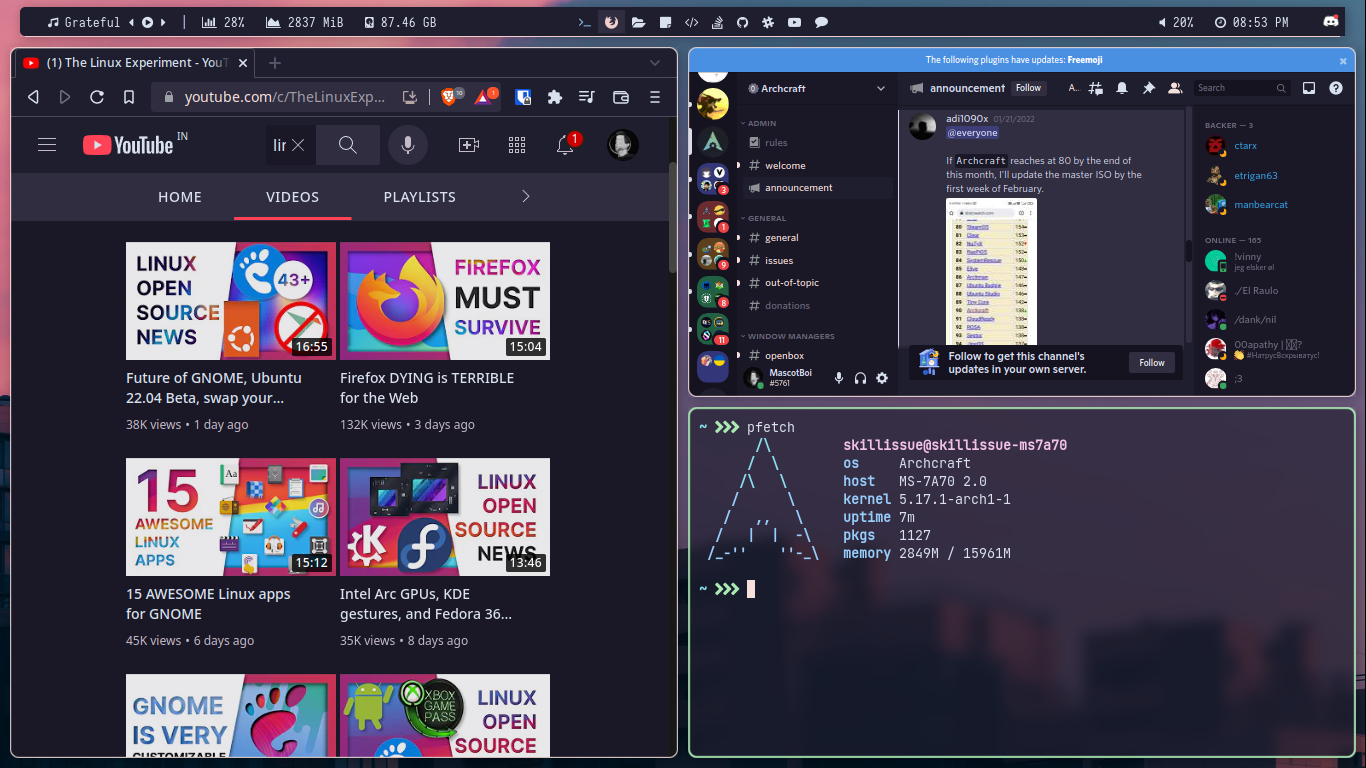 Grateful
28%
2837 MiB
87.46 GB
20%
08:53 PM
(1) The Linux Experiment - YouT
youtube.com/c/TheLinuxExp...
10
1
YouTube IN
lir
1
HOME
VIDEOS
PLAYLISTS
LINUX
OPEN
SOURCE
NEWS
43+
16:55
Future of GNOME, Ubuntu
22.04 Beta, swap your...
38K views • 1 day ago
FIREFOX
MUST
SURVIVE
15:04
Firefox DYING is TERRIBLE
for the Web
132K views • 3 days ago
15
AWESOME
LINUX
APPS
Aa
15:12
15 AWESOME Linux apps
for GNOME
45K views • 6 days ago
LINUX
OPEN
SOURCE
NEWS
13:46
Intel Arc GPUs, KDE
gestures, and Fedora 36...
35K views • 8 days ago
GNOME
IS VERY
CUSTOMIZABLE
XBOX
GAME
PASS
LINUX
OPEN
SOURCE
The following plugins have updates: Freemoji
Archcraft
announcement
Follow
A...
Search
3
1
9
8
11
ADMIN
rules
welcome
announcement
GENERAL
general
issues
out-of-topic
donations
WINDOW MANAGERS
openbox
MascotBoi
#5761
adi1090x 01/21/2022
@everyone
If Archcraft reaches at 80 by the end of
this month, I'll update the master ISO by the
first week of February.
Follow to get this channel's
updates in your own server.
Follow
BACKER — 3
ctarx
etrigan63
manbearcat
ONLINE — 165
!vinny
jeg elsker øl
./El Raulo
/dank/nil
;3
~ ❯❯❯ pfetch
skillissue@skillissue-ms7a70
os Archcraft
host MS-7A70 2.0
kernel 5.17.1-arch1-1
uptime 7m
pkgs 1127
memory 2849M / 15961M
~ ❯❯❯